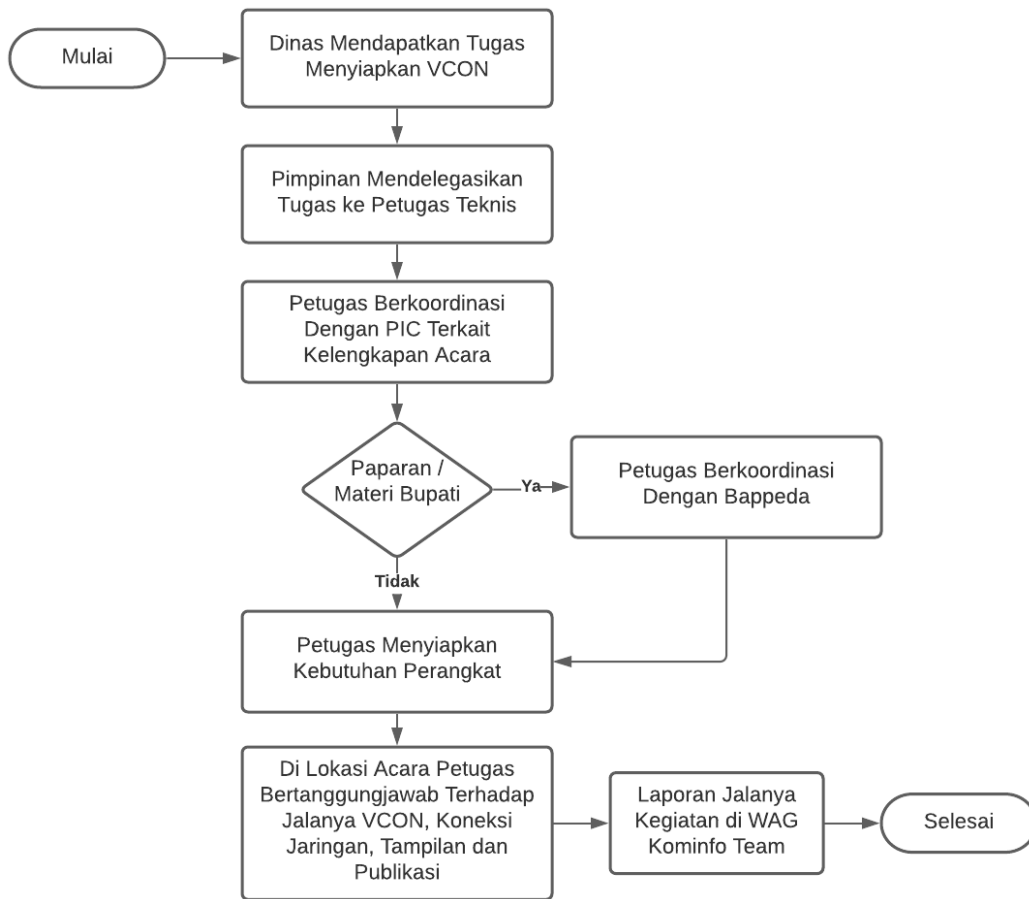 Mulai
Dinas Mendapatkan Tugas
Menyiapkan VCON
Pimpinan Mendelegasikan
Tugas ke Petugas Teknis
Petugas Berkoordinasi
Dengan PIC Terkait
Kelengkapan Acara
Paparan /
Materi Bupati
Ya
Petugas Berkoordinasi
Dengan Bappeda
Tidak
Petugas Menyiapkan
Kebutuhan Perangkat
Di Lokasi Acara Petugas
Bertanggungjawab Terhadap
Jalanya VCON, Koneksi
Jaringan, Tampilan dan
Publikasi
Laporan Jalanya
Kegiatan di WAG
Kominfo Team
Selesai